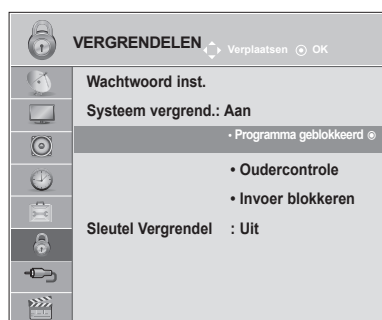 VERGRENDELEN Verplaatsen OK
Wachtwoord inst.
Systeem vergrend.: Aan
• Programma geblokkeerd
• Oudercontrole
• Invoer blokkeren
Sleutel Vergrendel : Uit